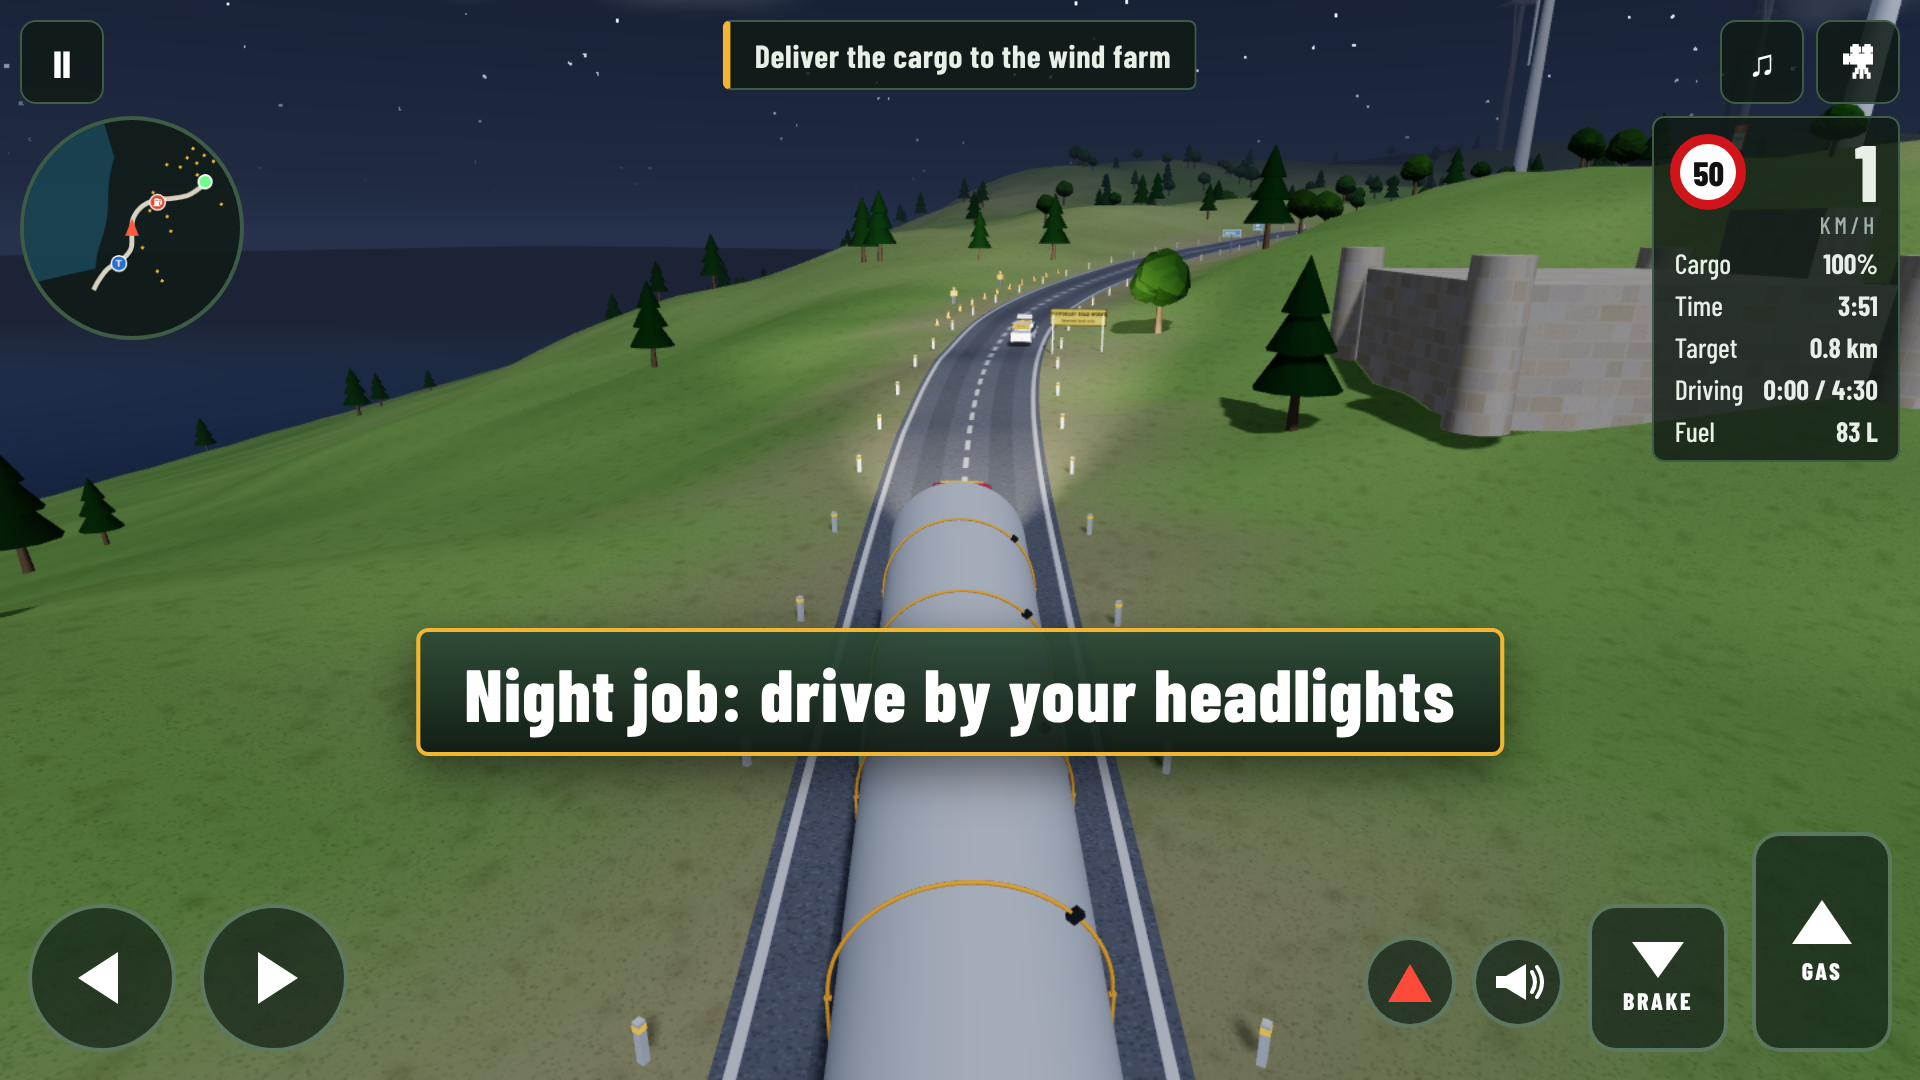 Deliver the cargo to the wind farm
50
1
KM/H
Cargo 100%
Time 3:51
Target 0.8 km
Driving 0:00 / 4:30
Fuel 83 L
T
Night job: drive by your headlights
BRAKE
GAS